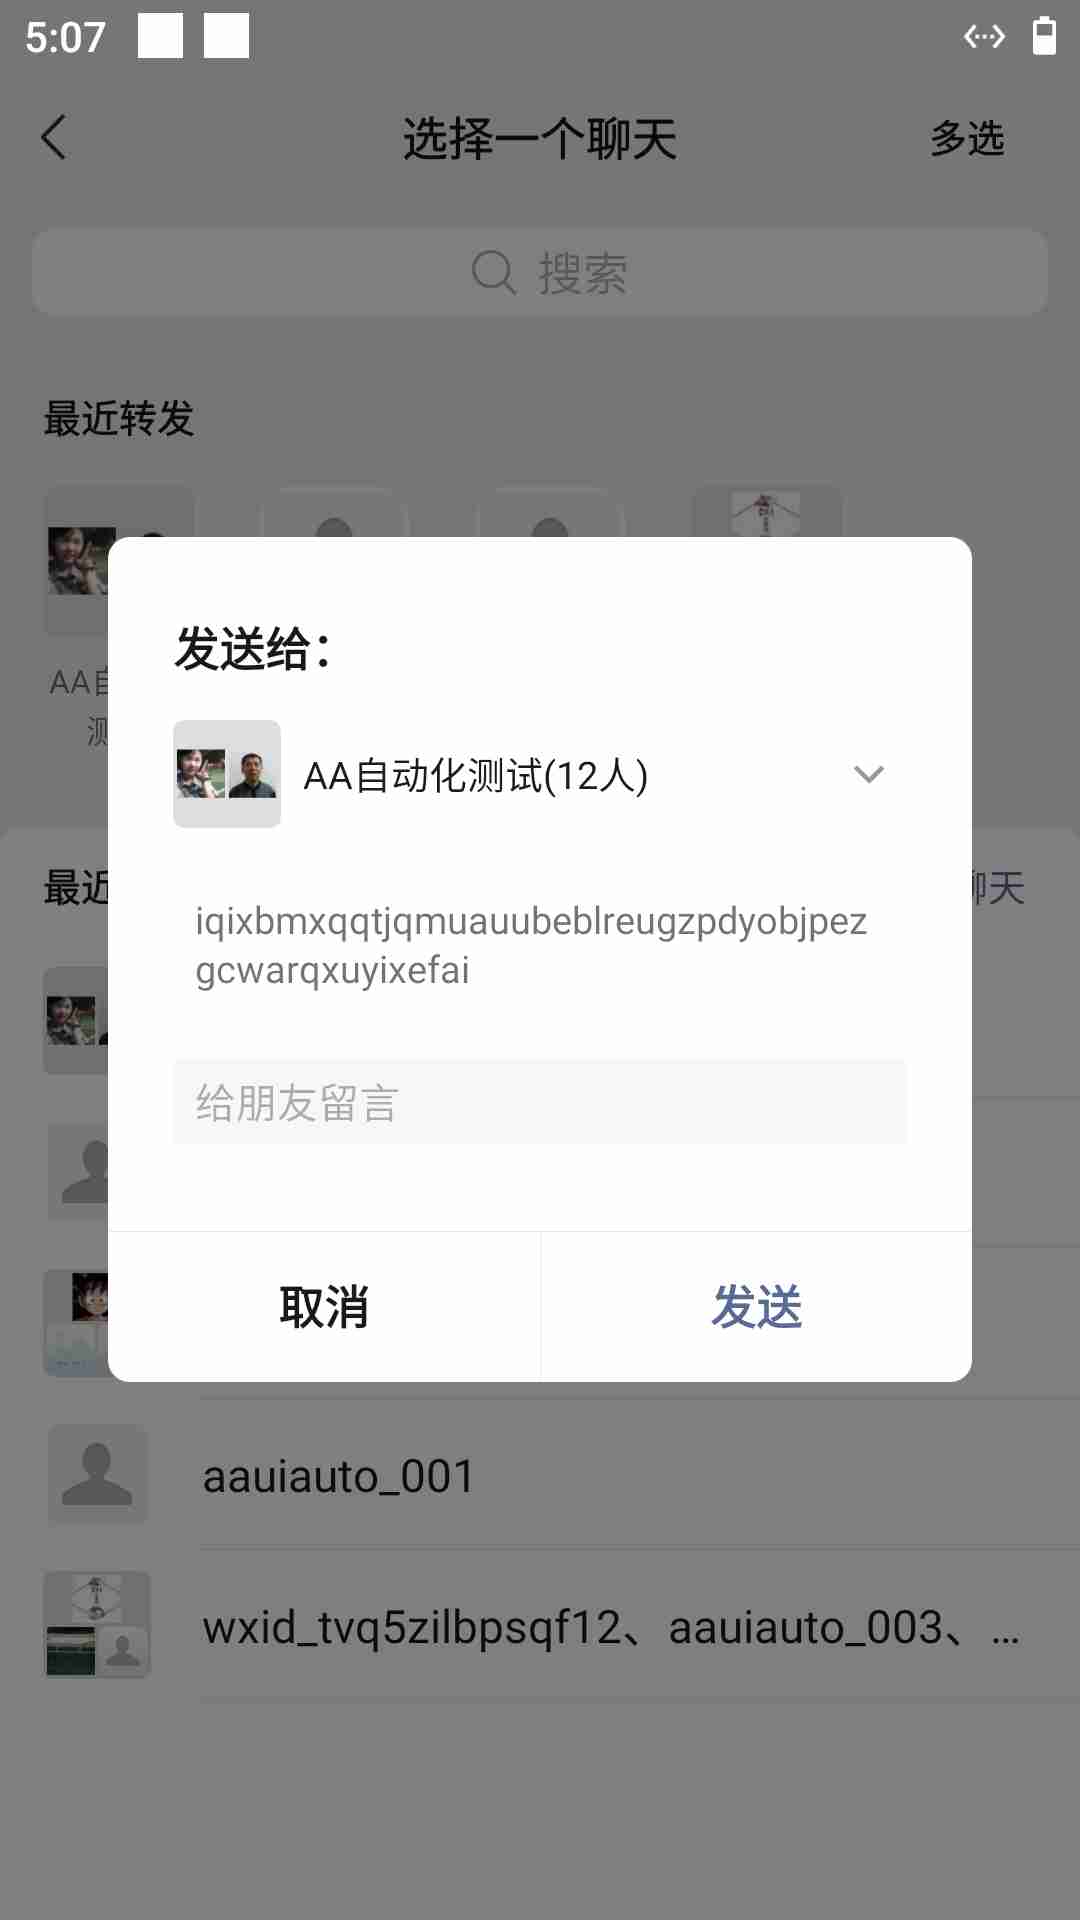 5:07
选择一个聊天
多选
搜索
最近转发
AA自
测
发送给：
AA自动化测试(12人)
最近
聊天
iqixbmxqqtjqmuauubeblreugzpdyobjpez
gcwarqxuyixefai
给朋友留言
取消
发送
aauiauto_001
wxid_tvq5zilbpsqf12、aauiauto_003、...